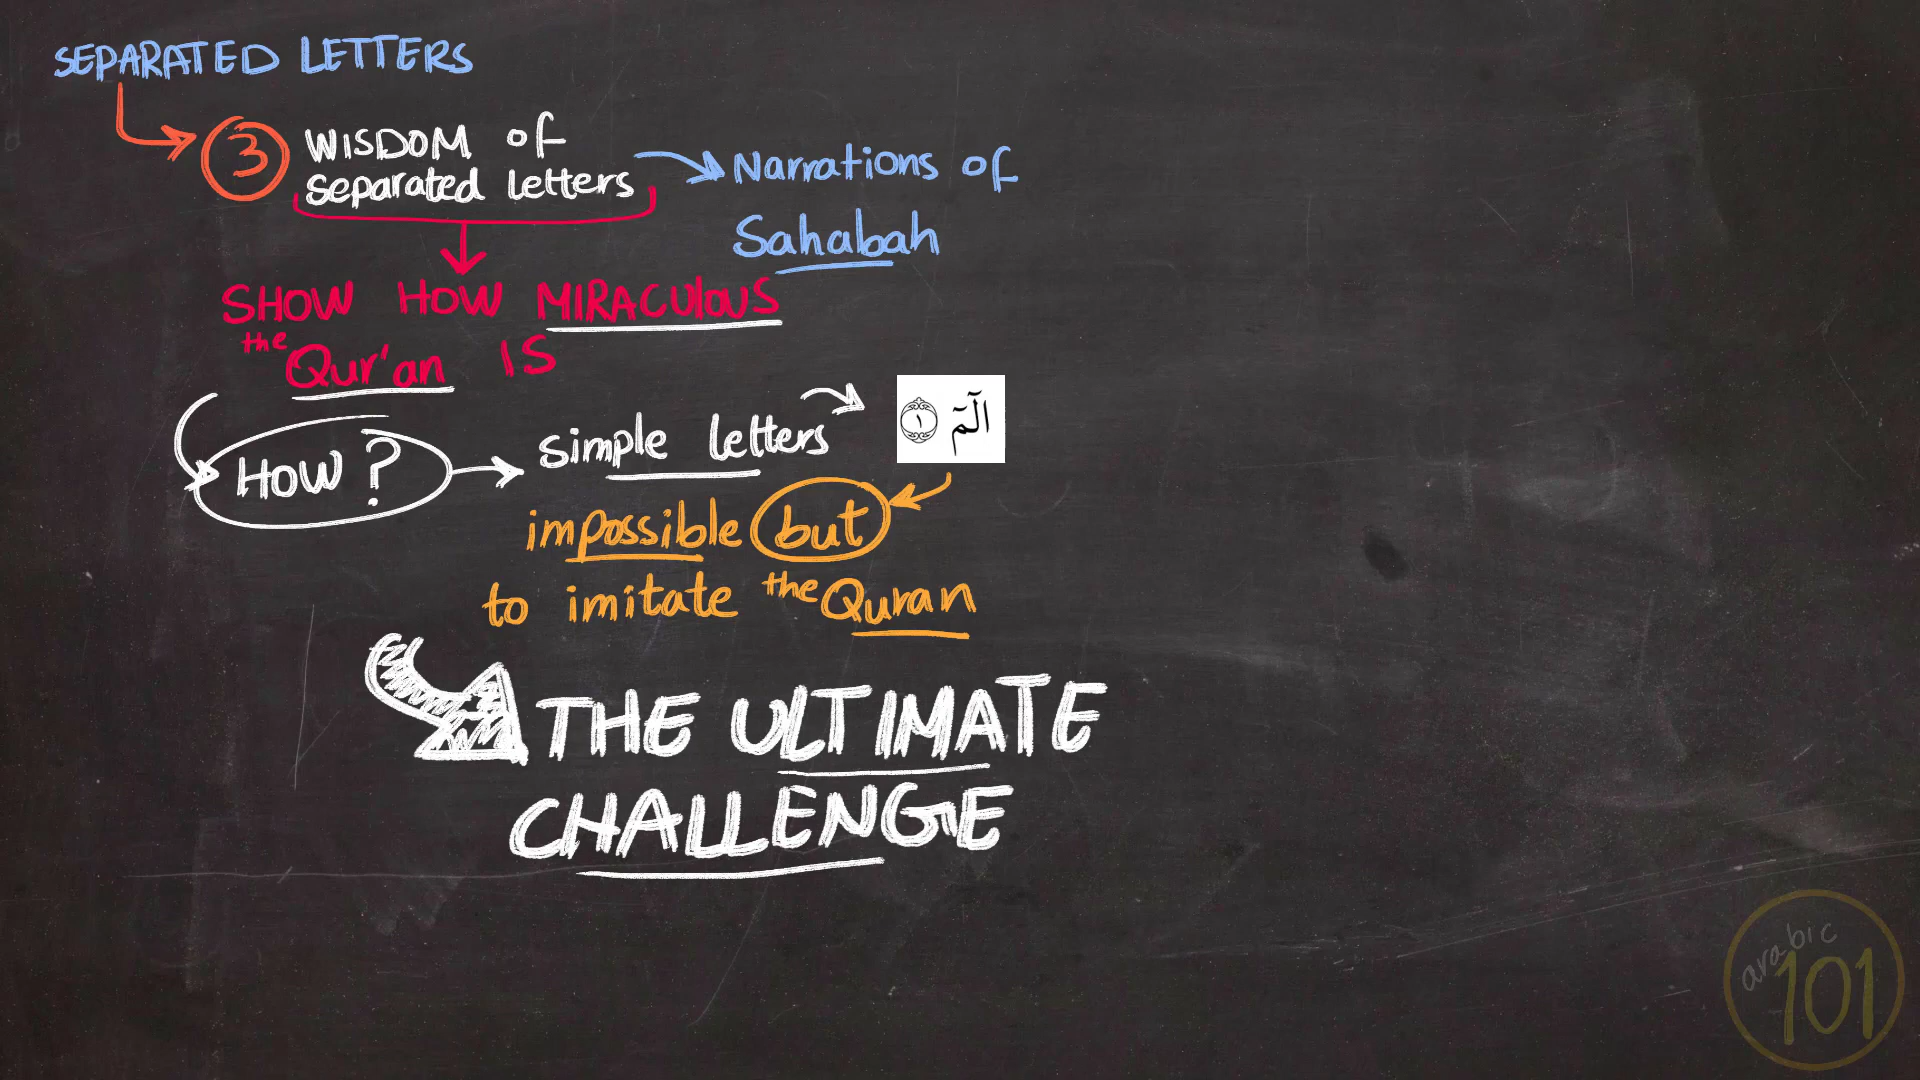 SEPARATED LETTERS
3 WISDOM of
separated letters
Narrations of
Sahabah
SHOW HOW MIRACULOUS
the Qur'an IS
HOW?
simple letters
الٓمٓ ١
impossible but
to imitate the Quran
THE ULTIMATE
CHALLENGE
arabic
101